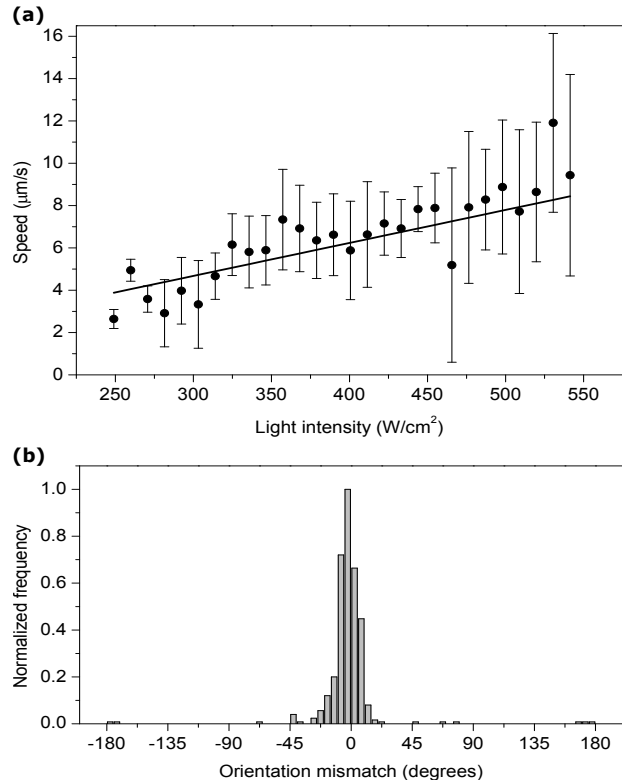 (a)
16
14
12
10
8
6
4
2
0
Speed (μm/s)
250 300 350 400 450 500 550
Light intensity (W/cm²)
(b)
1.0
0.8
0.6
0.4
0.2
0.0
Normalized frequency
-180 -135 -90 -45 0 45 90 135 180
Orientation mismatch (degrees)